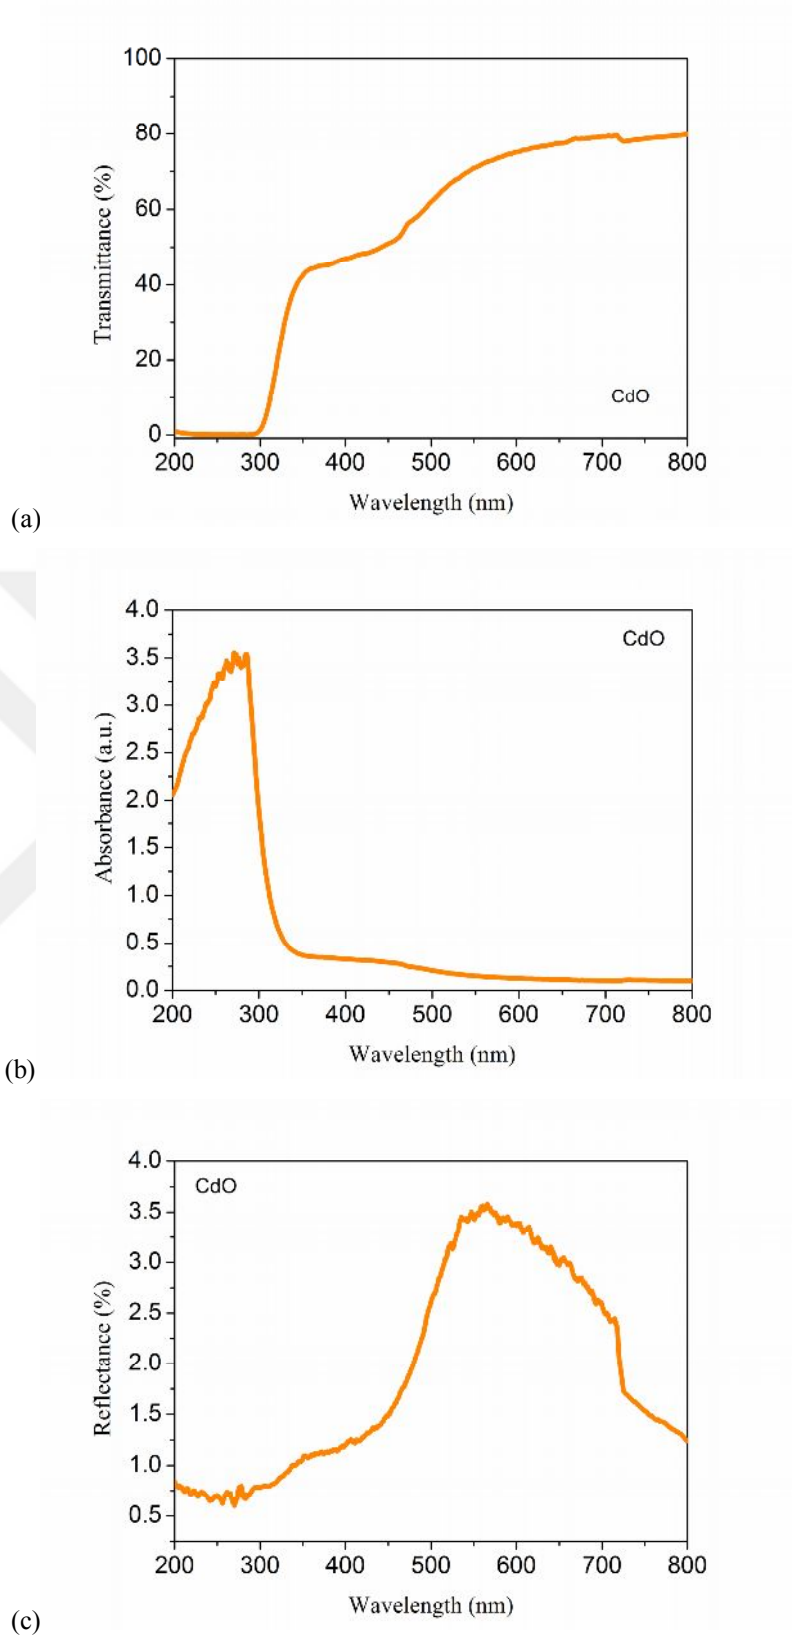 100
80
60
40
20
0
Transmittance (%)
CdO
200 300 400 500 600 700 800
Wavelength (nm)
(a)
4.0
3.5
3.0
2.5
2.0
1.5
1.0
0.5
0.0
Absorbance (a.u.)
CdO
200 300 400 500 600 700 800
Wavelength (nm)
(b)
4.0
3.5
3.0
2.5
2.0
1.5
1.0
0.5
Reflectance (%)
CdO
200 300 400 500 600 700 800
Wavelength (nm)
(c)